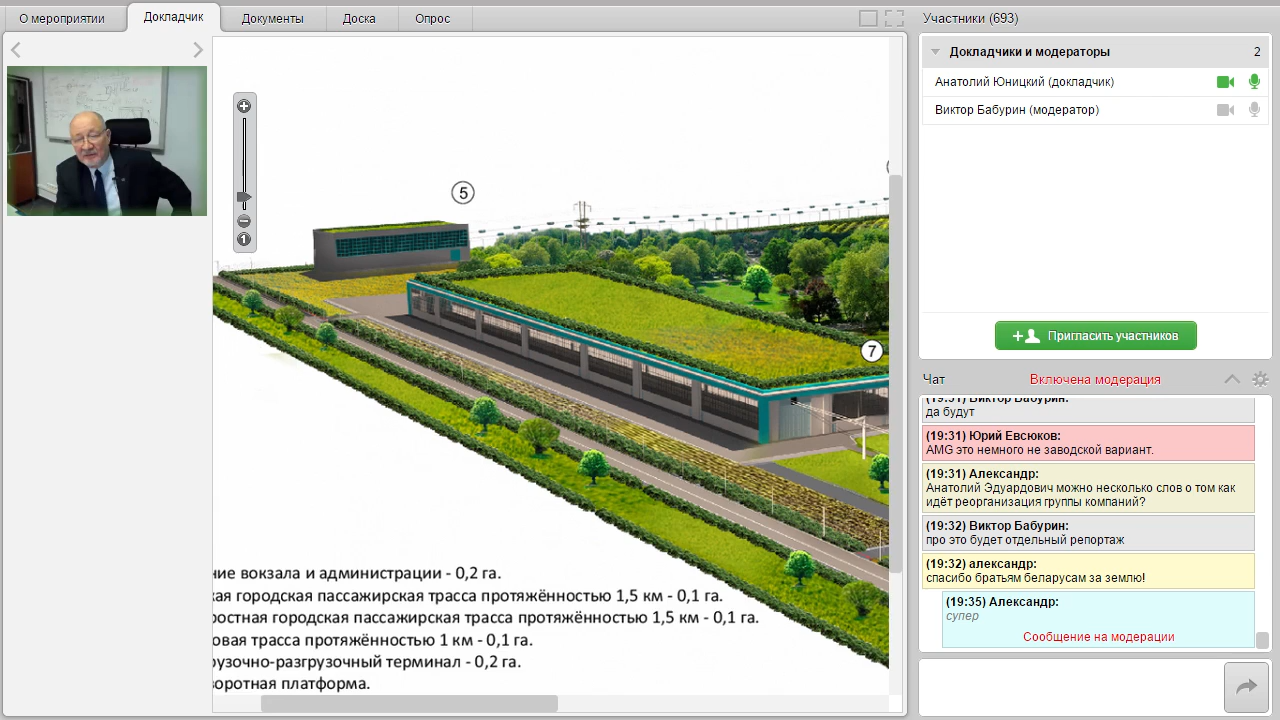 О мероприятии
Докладчик
Документы
Доска
Опрос
5
7
ние вокзала и администрации - 0,2 га.
кая городская пассажирская трасса протяжённостью 1,5 км - 0,1 га.
ростная городская пассажирская трасса протяжённостью 1,5 км - 0,1 га.
овая трасса протяжённостью 1 км - 0,1 га.
рузочно-разгрузочный терминал - 0,2 га.
воротная платформа.
Участники (693)
Докладчики и модераторы 2
Анатолий Юницкий (докладчик)
Виктор Бабурин (модератор)
Пригласить участников
Чат
Включена модерация
(19:31) Виктор Бабурин:
да будут
(19:31) Юрий Евсюков:
AMG это немного не заводской вариант.
(19:31) Александр:
Анатолий Эдуардович можно несколько слов о том как
идёт реорганизация группы компаний?
(19:32) Виктор Бабурин:
про это будет отдельный репортаж
(19:32) александр:
спасибо братьям беларусам за землю!
(19:35) Александр:
супер
Сообщение на модерации